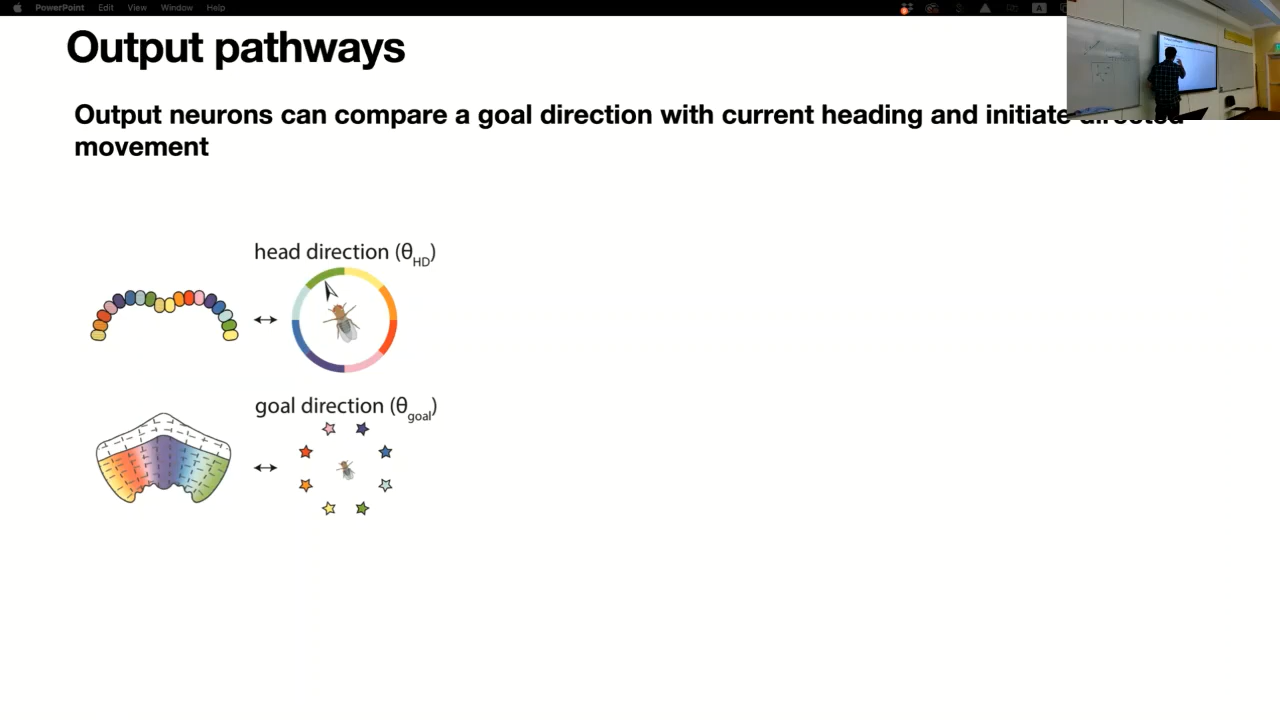 PowerPoint Edit View Window Help
Output pathways
Output neurons can compare a goal direction with current heading and initiate directed
movement
head direction (θHD)
goal direction (θgoal)